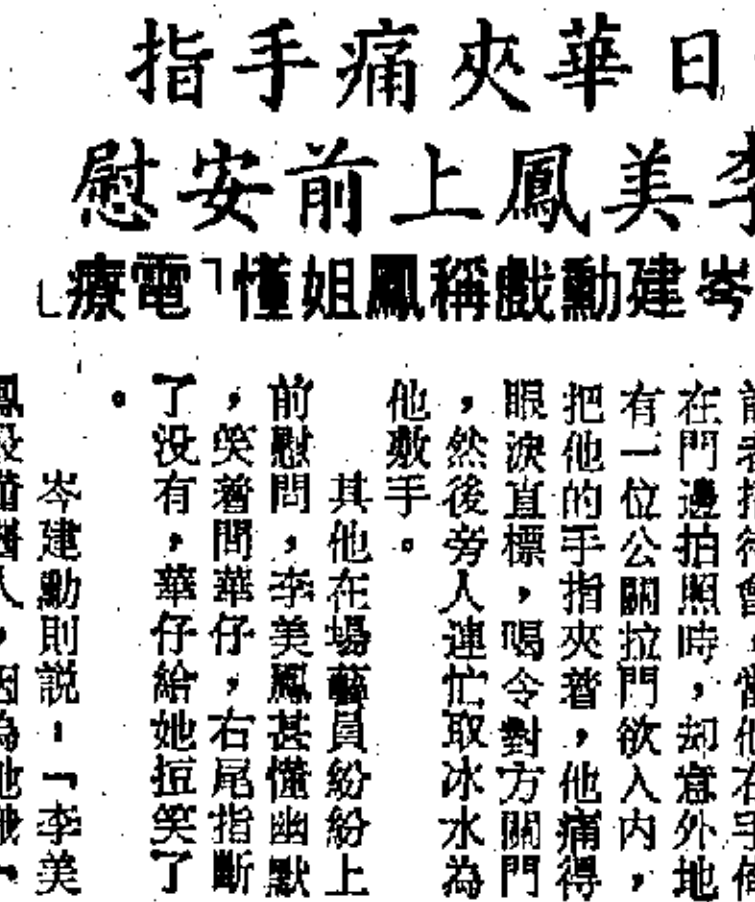 日華夾痛手指
李美鳳上前安慰
岑建勳戲稱鳳姐懂「電療」
在門邊拍照時，却意外地
有一位公關拉門欲入內，
把他的手指夾着，他痛得
眼淚直標，喝令對方關門
，然後旁人連忙取冰水為
他敷手。
其他在場藝員紛紛上
前慰問，李美鳳甚懂幽默
，笑着問華仔，右尾指斷
了没有，華仔給她笑了
。
岑建勳則説：「李美